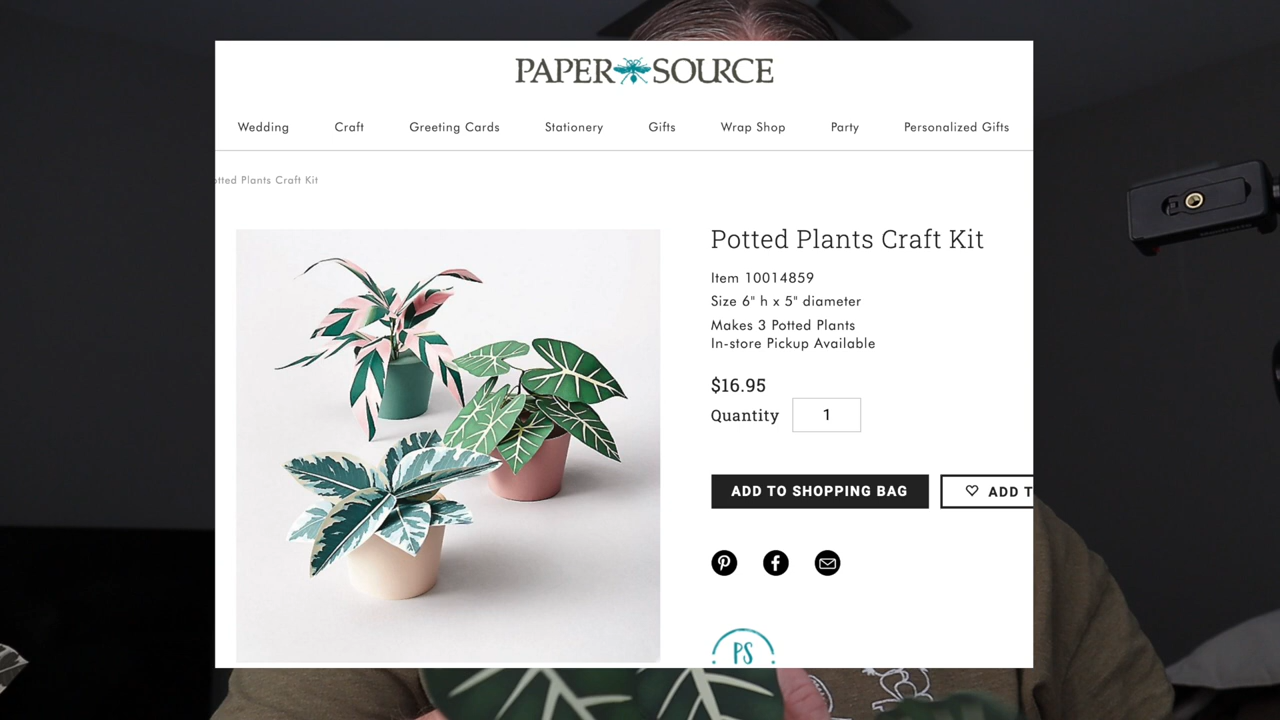 PAPER SOURCE
Wedding Craft Greeting Cards Stationery Gifts Wrap Shop Party Personalized Gifts
otted Plants Craft Kit
Potted Plants Craft Kit
Item 10014859
Size 6" h x 5" diameter
Makes 3 Potted Plants
In-store Pickup Available
$16.95
Quantity 1
ADD TO SHOPPING BAG ADD T
PS